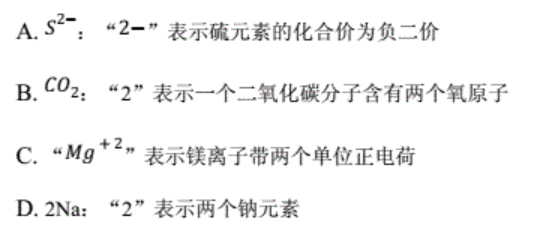 A. S²⁻：“2−”表示硫元素的化合价为负二价
B. CO₂：“2”表示一个二氧化碳分子含有两个氧原子
C. “Mg⁺²”表示镁离子带两个单位正电荷
D. 2Na：“2”表示两个钠元素